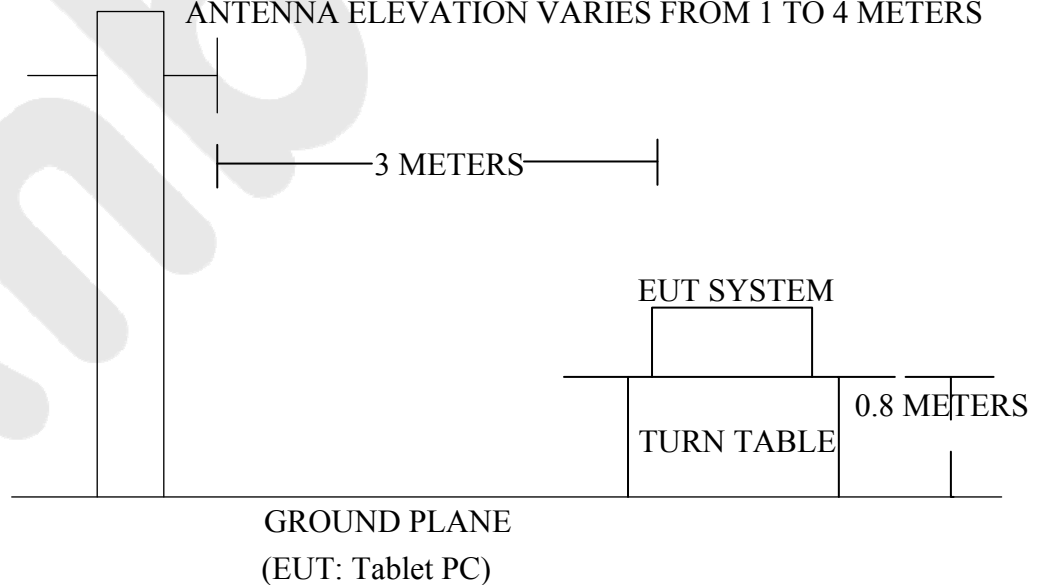 ANTENNA ELEVATION VARIES FROM 1 TO 4 METERS
3 METERS
EUT SYSTEM
0.8 METERS
TURN TABLE
GROUND PLANE
(EUT: Tablet PC)